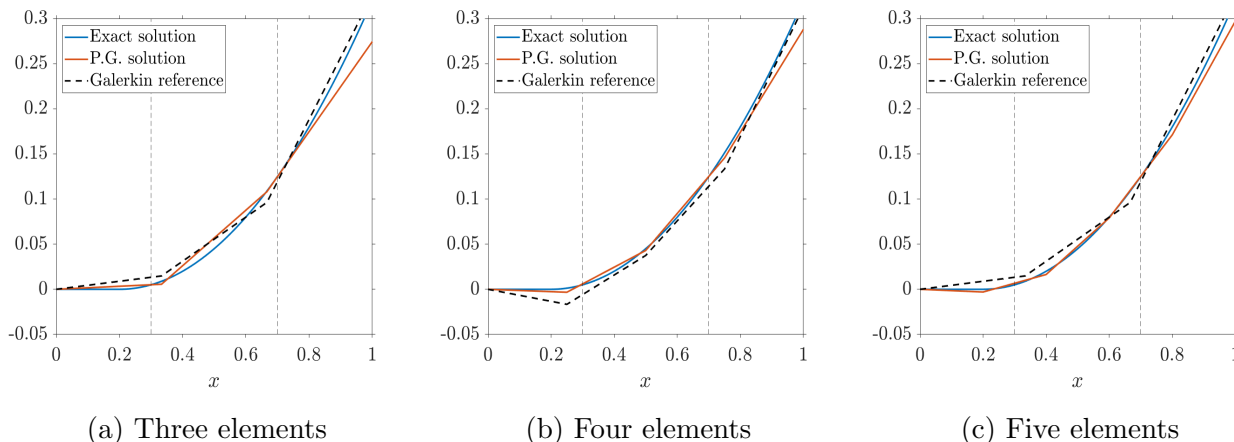 0.3
0.25
0.2
0.15
0.1
0.05
0
-0.05
0 0.2 0.4 0.6 0.8 1
x
Exact solution
P.G. solution
Galerkin reference
(a) Three elements
0.3
0.25
0.2
0.15
0.1
0.05
0
-0.05
0 0.2 0.4 0.6 0.8 1
x
Exact solution
P.G. solution
Galerkin reference
(b) Four elements
0.3
0.25
0.2
0.15
0.1
0.05
0
-0.05
0 0.2 0.4 0.6 0.8 1
x
Exact solution
P.G. solution
Galerkin reference
(c) Five elements